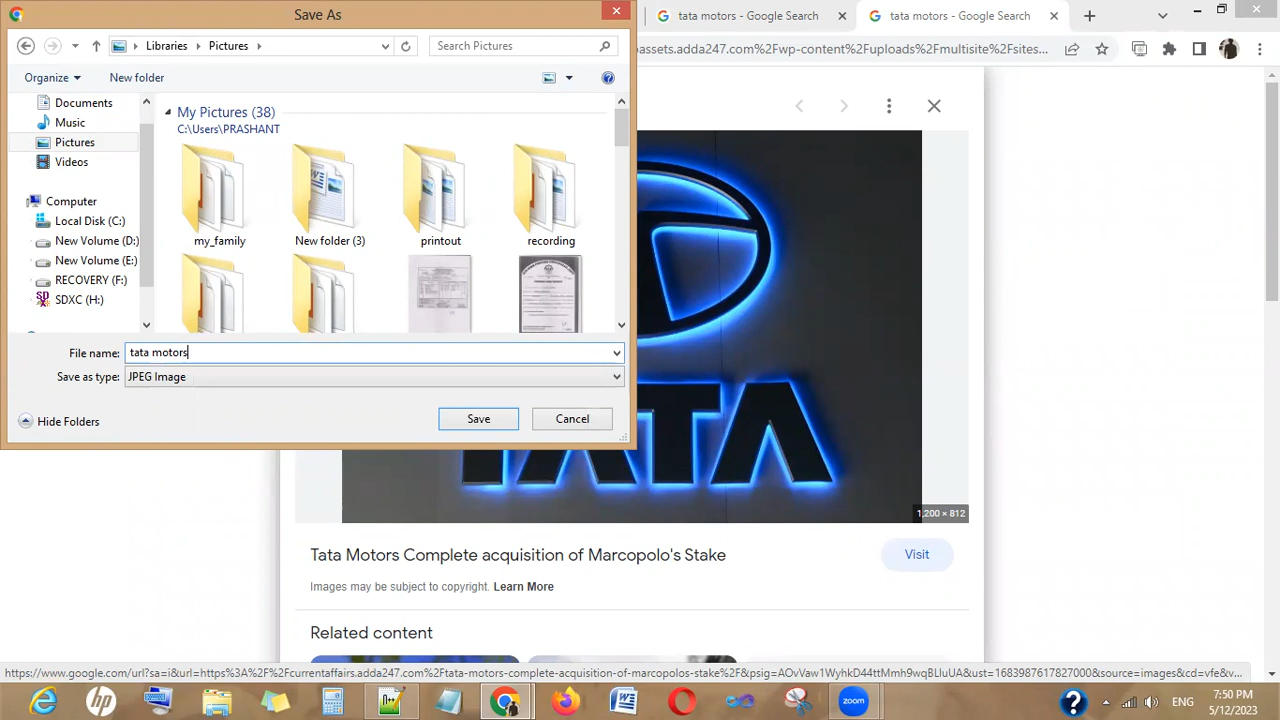 Save As
Libraries
Pictures
Search Pictures
Organize
New folder
Documents
Music
Pictures
Videos
Computer
Local Disk (C:)
New Volume (D:)
New Volume (E:)
RECOVERY (F:)
SDXC (H:)
My Pictures (38)
C:\Users\PRASHANT
my_family
New folder (3)
printout
recording
File name:
tata motors
Save as type:
JPEG Image
Hide Folders
Save
Cancel
tata motors - Google Search
tata motors - Google Search
assets.adda247.com%2Fwp-content%2Fuploads%2Fmultisite%2Fsites...
TATA
1,200 × 812
Tata Motors Complete acquisition of Marcopolo's Stake
Visit
Images may be subject to copyright. Learn More
Related content
https://www.google.com/url?sa=i&url=https%3A%2F%2Fcurrentaffairs.adda247.com%2Ftata-motors-complete-acquisition-of-marcopolos-stake%2F&psig=AOvVaw1WyhkD44ttMmh9wqBLIuUA&ust=1683987617827000&source=images&cd=vfe&v...
hp
zoom
ENG
7:50 PM
5/12/2023